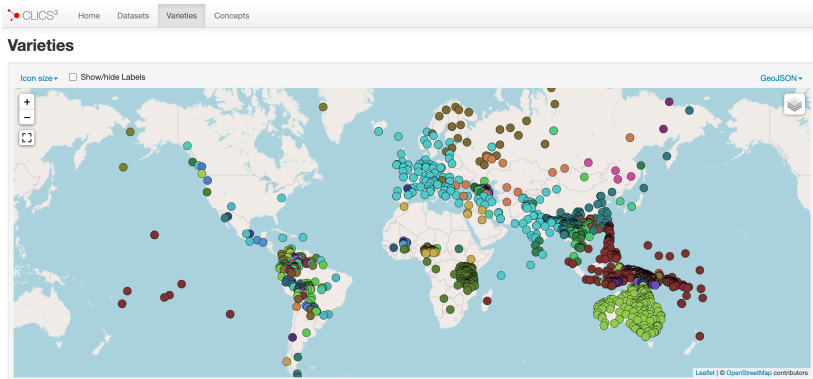 CLICS³ Home Datasets Varieties Concepts
Varieties
Icon size Show/hide Labels GeoJSON
+
−
Leaflet | © OpenStreetMap contributors